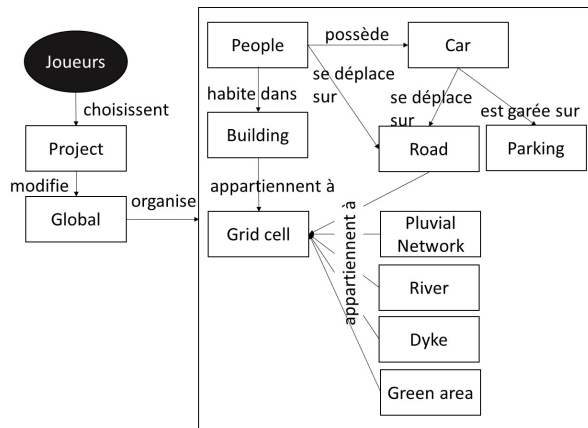 Joueurs
choisissent
Project
modifie
Global
organise
People
possède
Car
habite dans
se déplace
sur
se déplace
sur
est garée sur
Building
Road
Parking
appartiennent à
appartiennent à
Grid cell
Pluvial
Network
River
Dyke
Green area